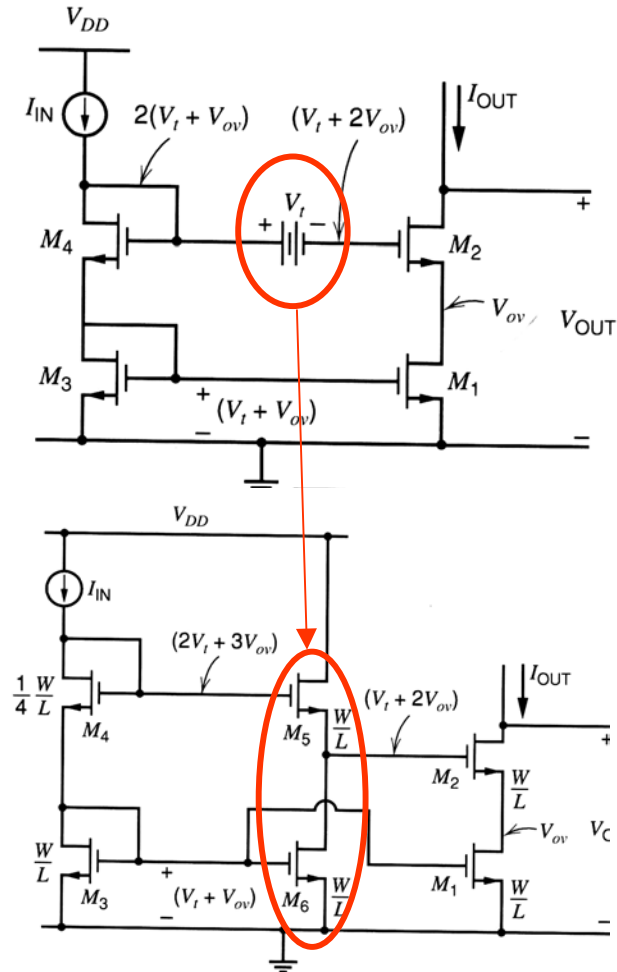 V_DD
I_IN
2(V_t + V_ov)
(V_t + 2V_ov)
I_OUT
+ V_t −
+
M_4
M_2
V_ov
V_OUT
M_3
M_1
+
(V_t + V_ov)
−
−
V_DD
I_IN
(2V_t + 3V_ov)
(V_t + 2V_ov)
I_OUT
1/4 W/L
M_4
M_5
W/L
+
M_2
W/L
V_ov
V_O
W/L
M_3
+
(V_t + V_ov)
−
M_6
W/L
M_1
W/L
−